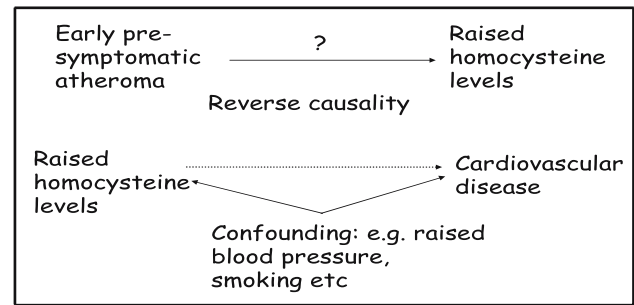 Early pre-
symptomatic
atheroma
?
Raised
homocysteine
levels
Reverse causality
Raised
homocysteine
levels
Cardiovascular
disease
Confounding: e.g. raised
blood pressure,
smoking etc